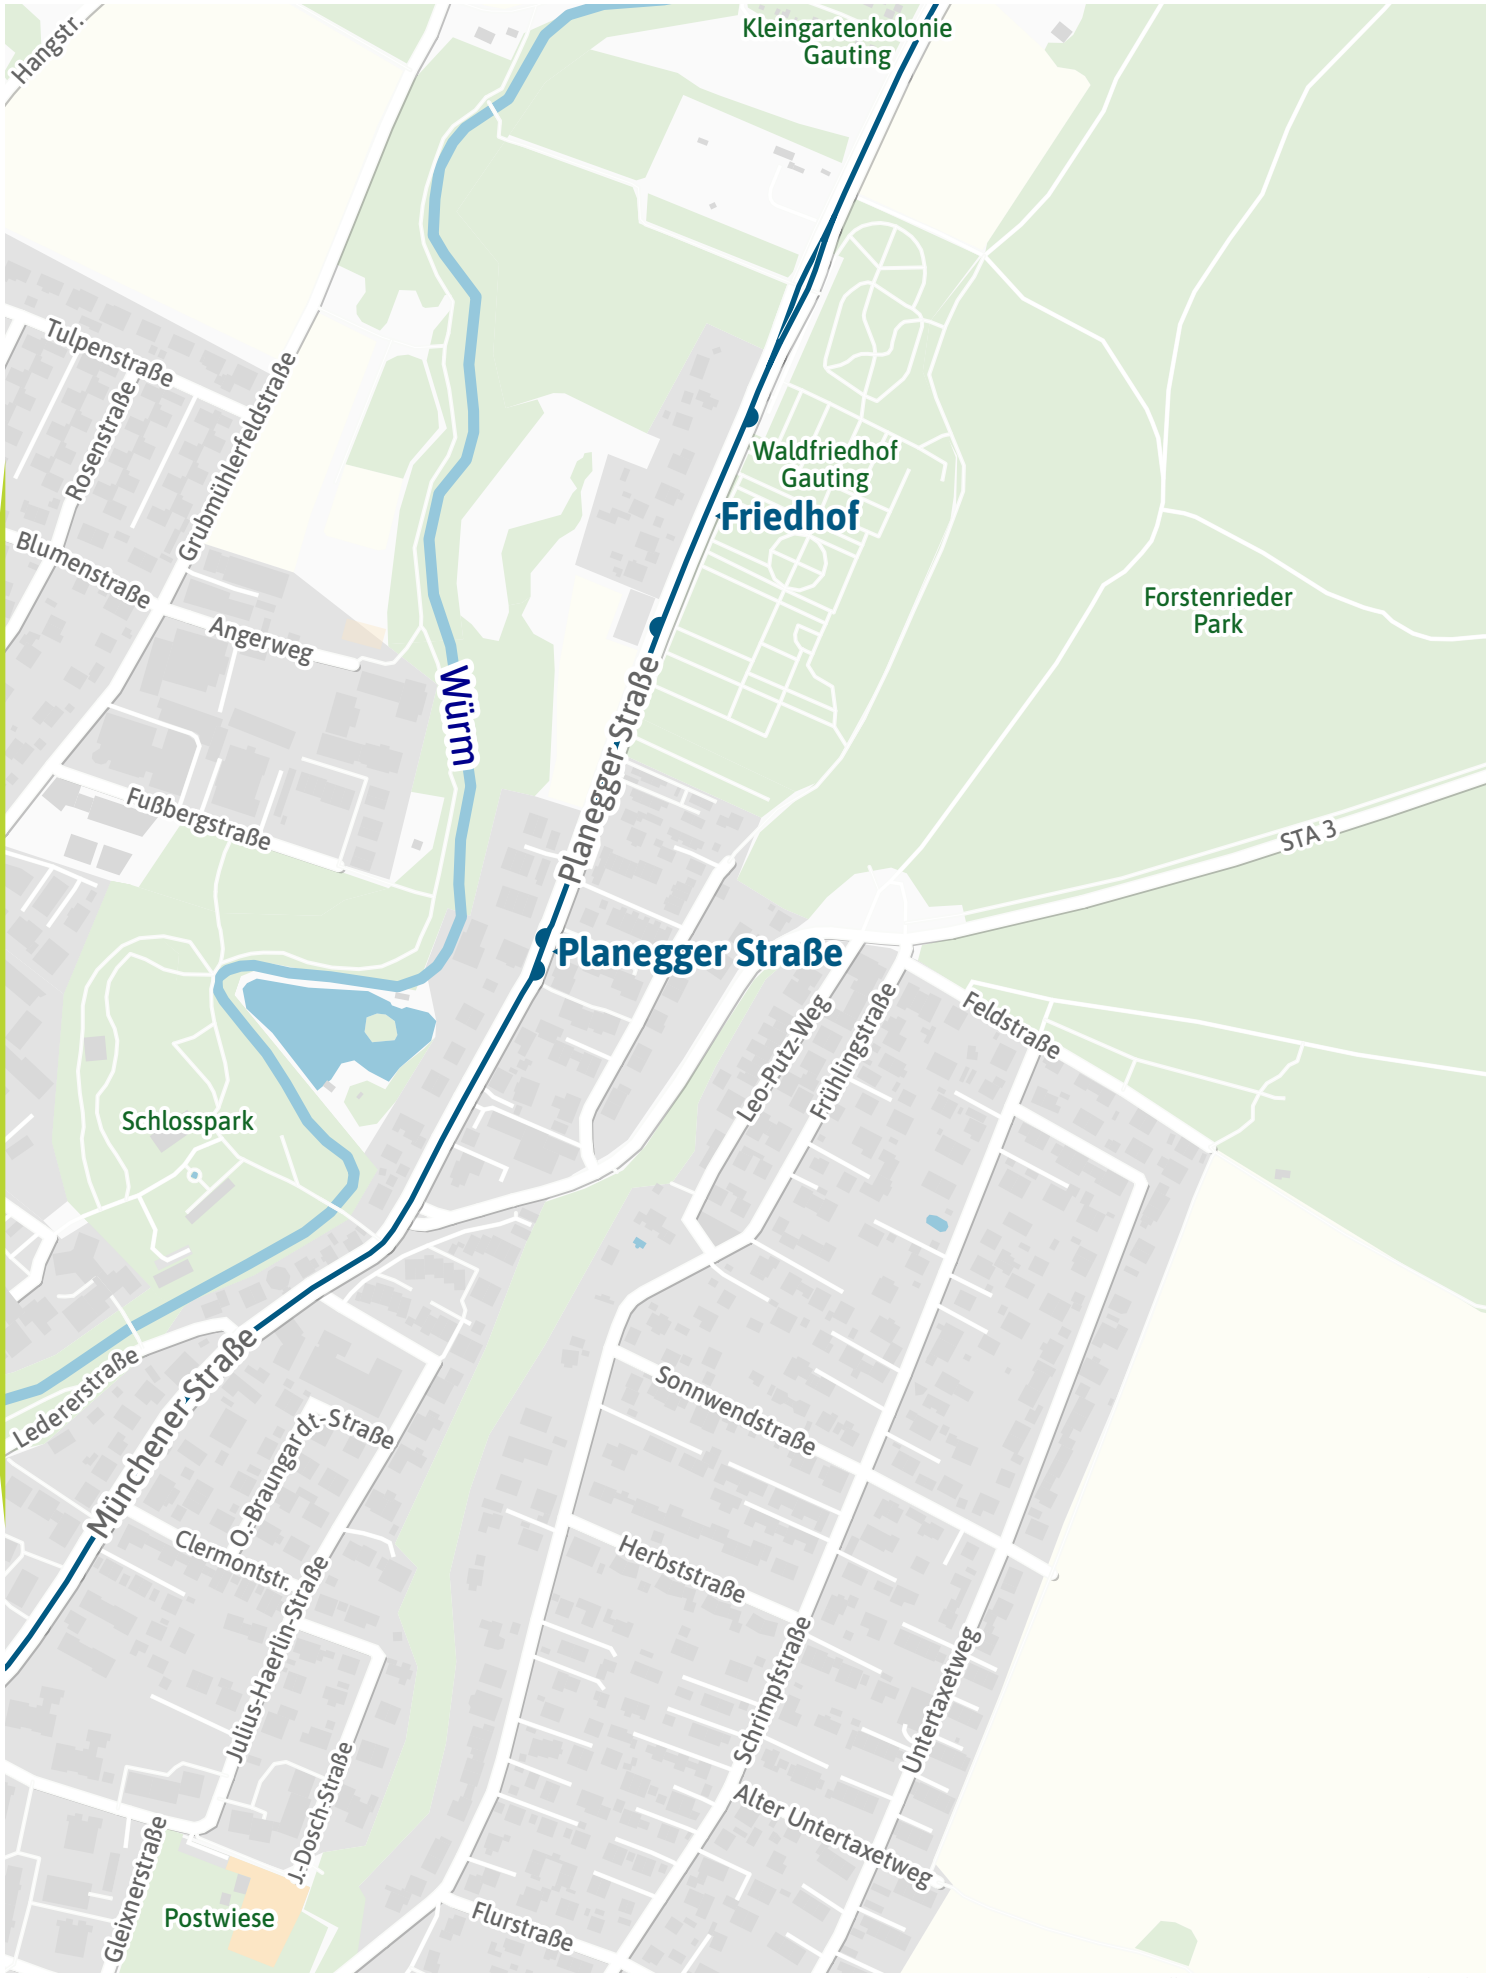 Kleingartenkolonie
Gauting
Hangstr.
Tulpenstraße
Rosenstraße
Grubmühlerfeldstraße
Waldfriedhof
Gauting
Friedhof
Blumenstraße
Angerweg
Forstenrieder
Park
Würm
Planegger Straße
Fußbergstraße
STA 3
Planegger Straße
Leo-Putz-Weg
Frühlingstraße
Feldstraße
Schlosspark
Ledererstraße
Münchener Straße
O.-Braungardt-Straße
Sonnwendstraße
Clermontstr.
Herbststraße
Julius-Haerlin-Straße
Schrimpfstraße
Untertaxetweg
J.-Dosch-Straße
Alter Untertaxetweg
Gleixnerstraße
Postwiese
Flurstraße